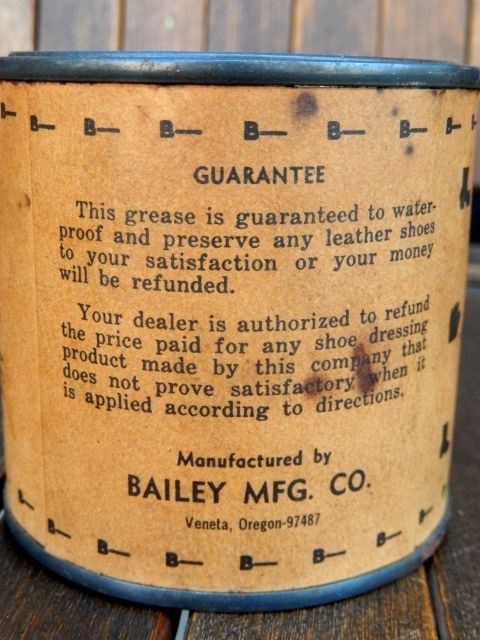 B B B B B B B B
GUARANTEE
This grease is guaranteed to water-
proof and preserve any leather shoes
to your satisfaction or your money
will be refunded.
Your dealer is authorized to refund
the price paid for any shoe dressing
product made by this company that
does not prove satisfactory when it
is applied according to directions.
Manufactured by
BAILEY MFG. CO.
Veneta, Oregon-97487
B B B B B B B B